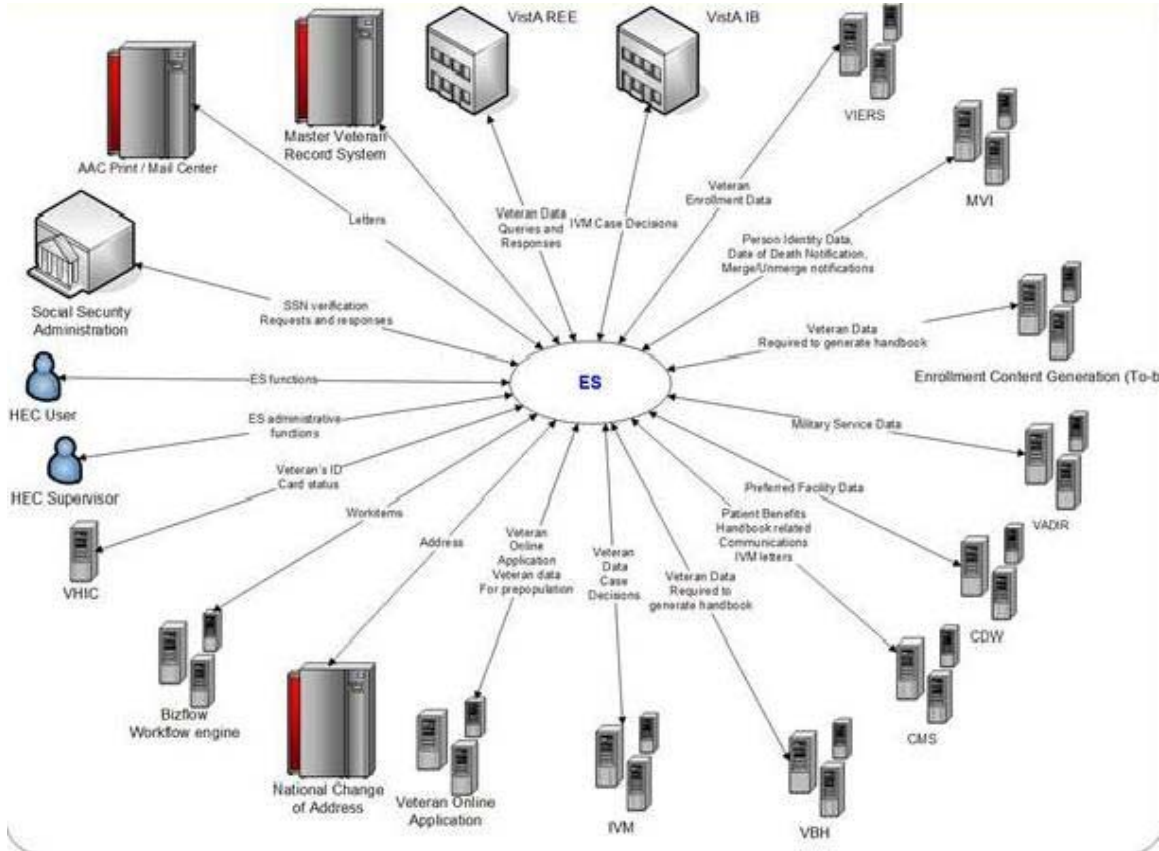 VistA REE
VistA IB
VIERS
AAC Print / Mail Center
Master Veteran
Record System
MVI
Letters
Veteran Data
Queries and
Responses
IVM Case Decisions
Veteran
Enrollment Data
Person Identity Data,
Date of Death Notification,
Merge/Unmerge notifications
Social Security
Administration
SSN verification
Requests and responses
Veteran Data
Required to generate handbook
Enrollment Content Generation (To-b
ES
HEC User
ES functions
HEC Supervisor
ES administrative
functions
Military Service Data
VADIR
VHIC
Veteran's ID
Card status
Preferred Facility Data
CDW
Workitems
Bizflow
Workflow engine
Address
National Change
of Address
Veteran
Online
Application
Veteran data
For prepopulation
Veteran Online
Application
Veteran
Data
Case
Decisions
IVM
Veteran Data
Required to
generate handbook
VBH
Patient Benefits
Handbook related
Communications
IVM letters
CMS